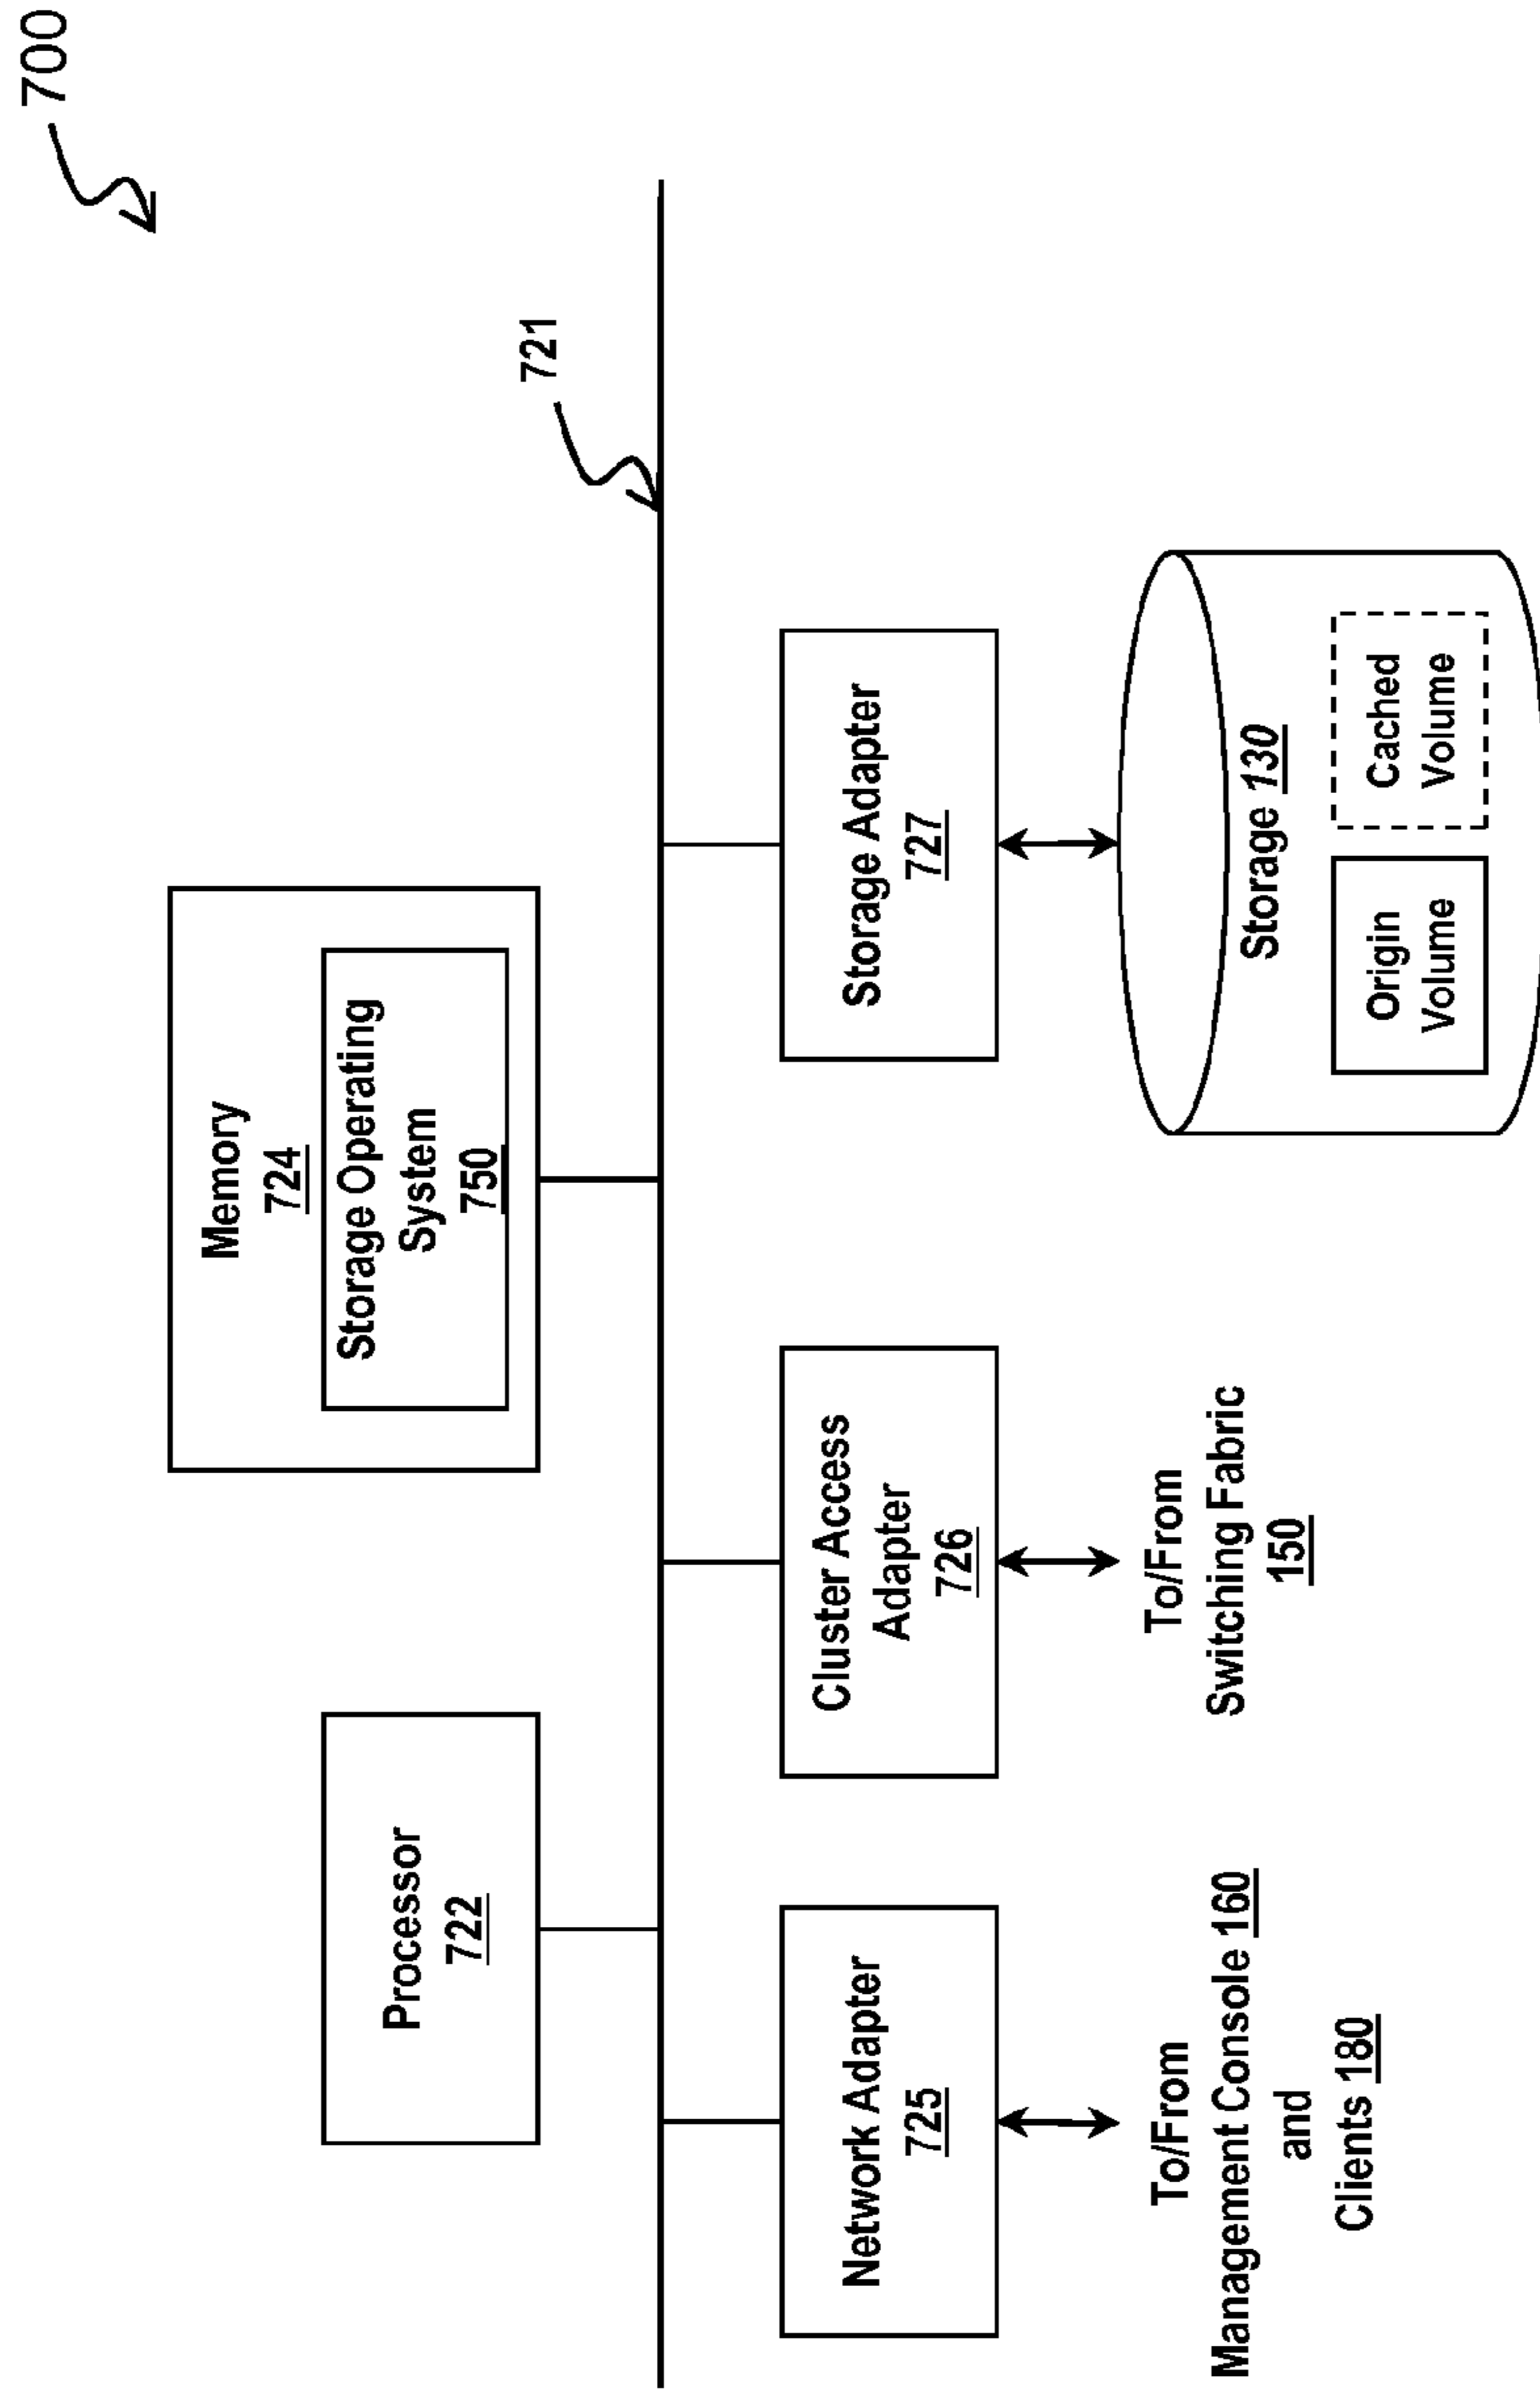 700
Memory
724
Storage Operating
System
750
Processor
722
721
Network Adapter
725
Cluster Access
Adapter
726
Storage Adapter
727
To/From
Management Console 160
and
Clients 180
To/From
Switching Fabric
150
Storage 130
Origin
Volume
Cached
Volume